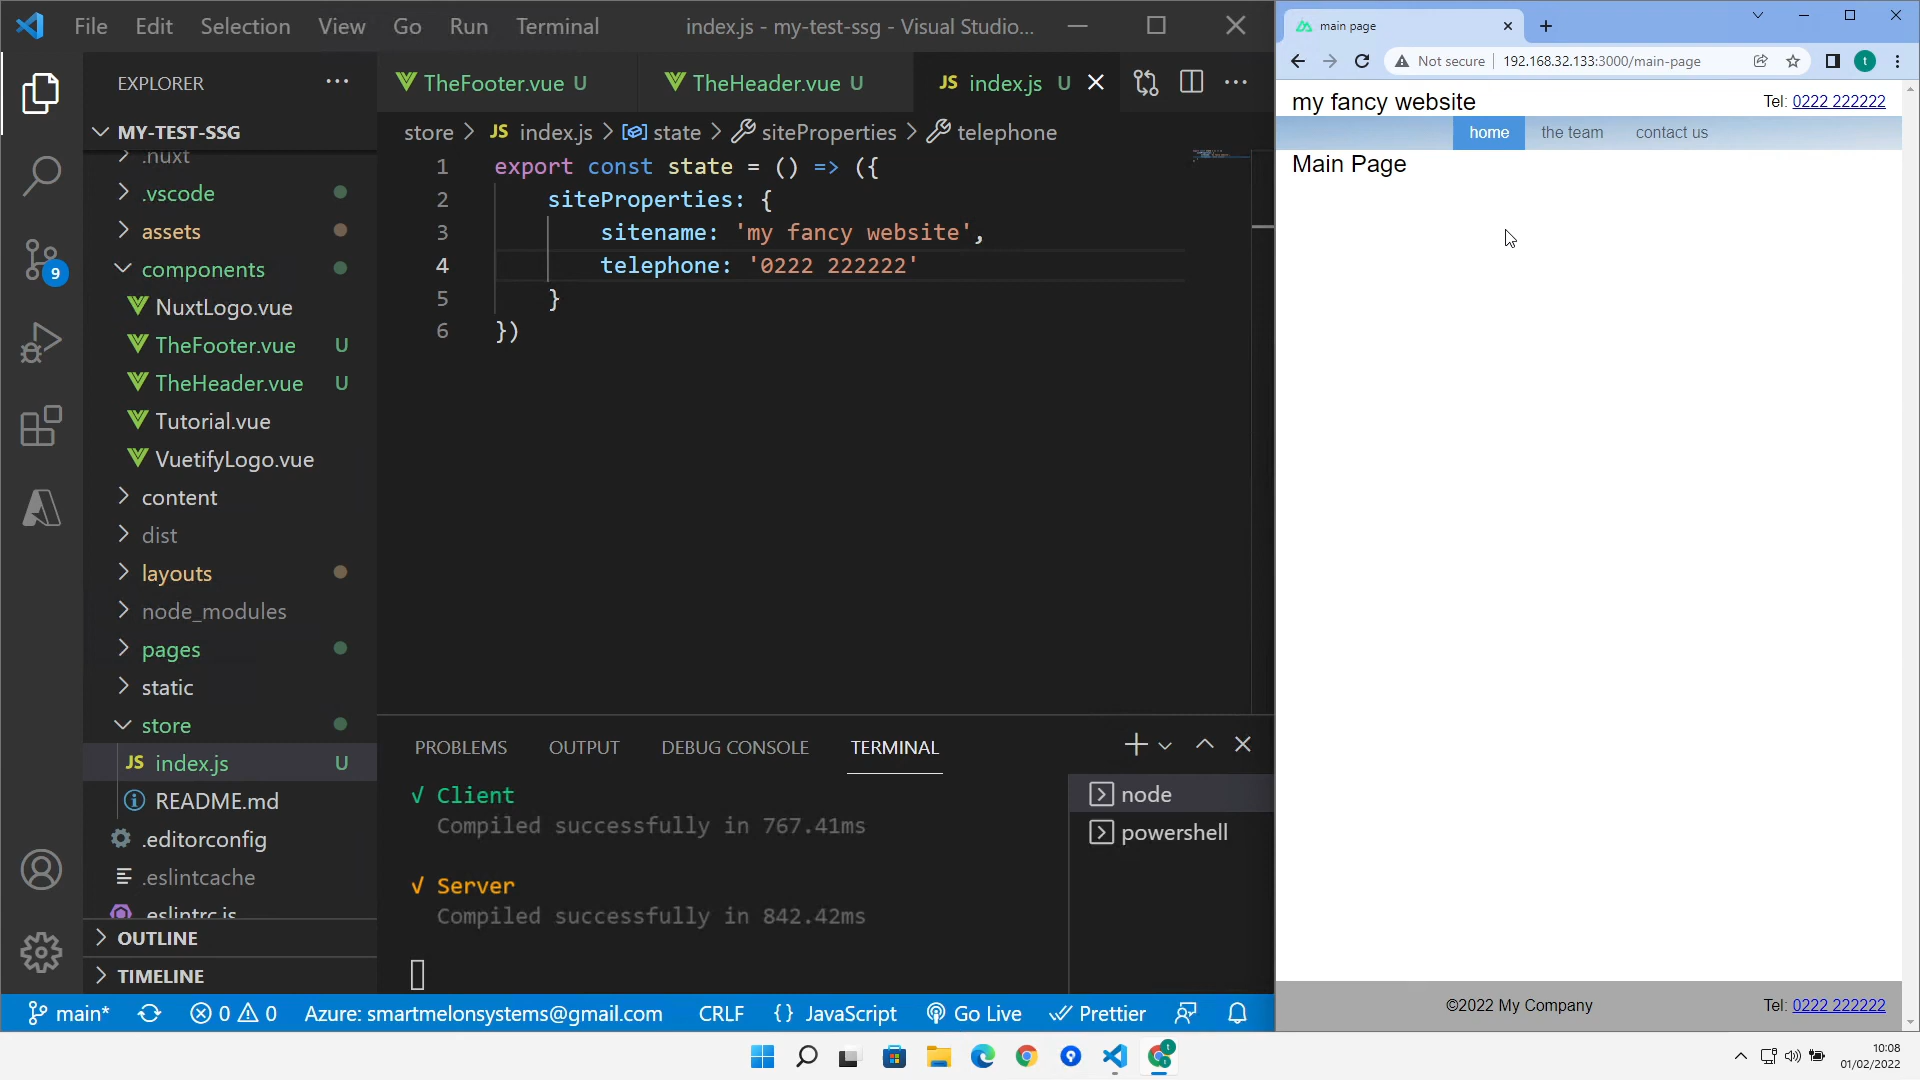 File Edit Selection View Go Run Terminal index.js - my-test-ssg - Visual Studio...
EXPLORER
MY-TEST-SSG
.nuxt
.vscode
assets
components
NuxtLogo.vue
TheFooter.vue U
TheHeader.vue U
Tutorial.vue
VuetifyLogo.vue
content
dist
layouts
node_modules
pages
static
store
JS index.js U
README.md
.editorconfig
.eslintcache
.eslintrc.js
OUTLINE
TIMELINE
9
TheFooter.vue U TheHeader.vue U JS index.js U
store > JS index.js > state > siteProperties > telephone
1 export const state = () => ({
2 siteProperties: {
3 sitename: 'my fancy website',
4 telephone: '0222 222222'
5 }
6 })
PROBLEMS OUTPUT DEBUG CONSOLE TERMINAL
√ Client
Compiled successfully in 767.41ms
√ Server
Compiled successfully in 842.42ms
node
powershell
main* 0 0 Azure: smartmelonsystems@gmail.com CRLF {} JavaScript Go Live Prettier
main page
Not secure 192.168.32.133:3000/main-page t
my fancy website Tel: 0222 222222
home the team contact us
Main Page
©2022 My Company Tel: 0222 222222
t
10:08
01/02/2022